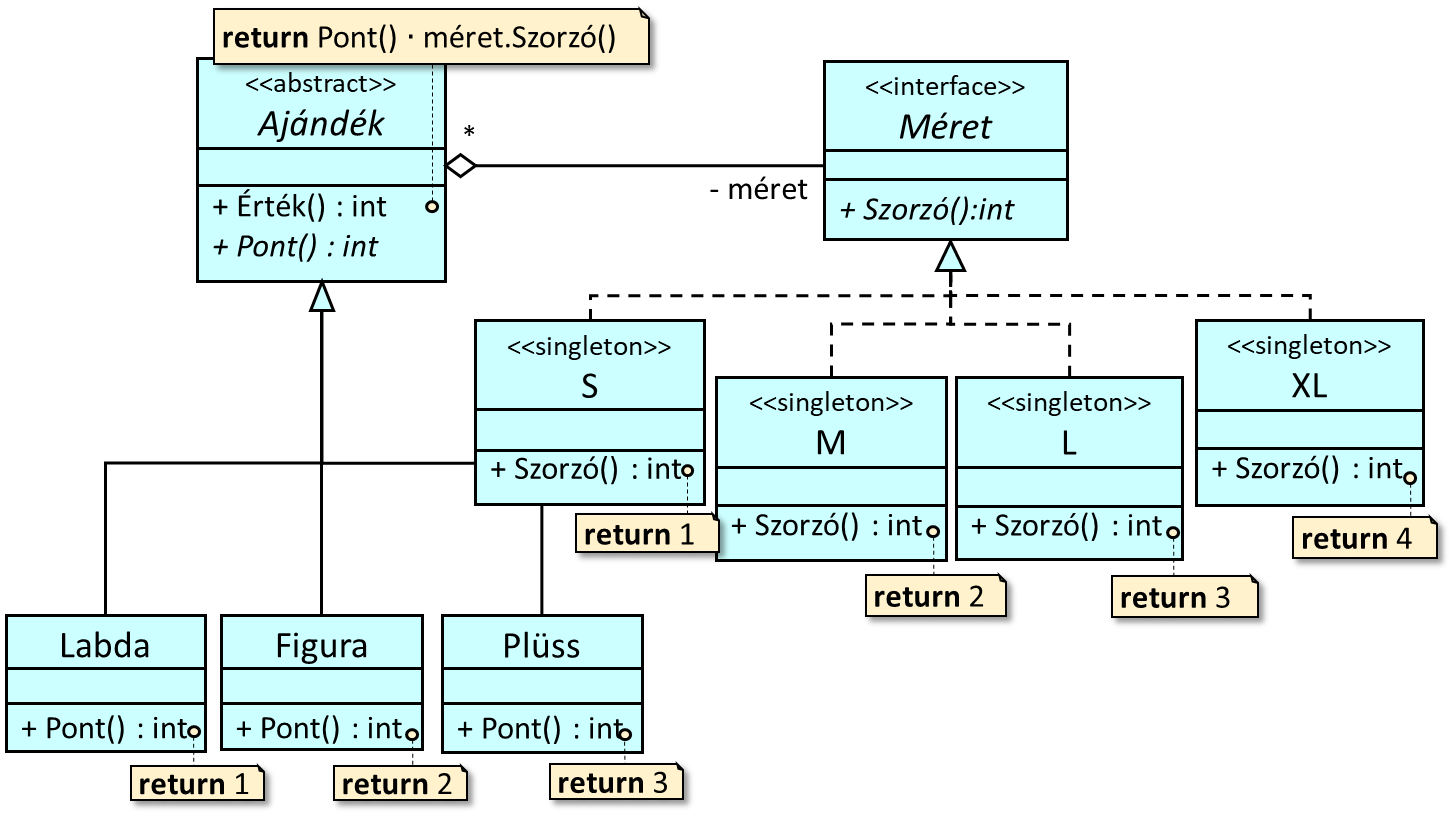 return Pont() · méret.Szorzó()
<<abstract>>
Ajándék
+ Érték() : int
+ Pont() : int
*
- méret
<<interface>>
Méret
+ Szorzó():int
<<singleton>>
S
+ Szorzó() : int
return 1
<<singleton>>
M
+ Szorzó() : int
return 2
<<singleton>>
L
+ Szorzó() : int
return 3
<<singleton>>
XL
+ Szorzó() : int
return 4
Labda
+ Pont() : int
return 1
Figura
+ Pont() : int
return 2
Plüss
+ Pont() : int
return 3